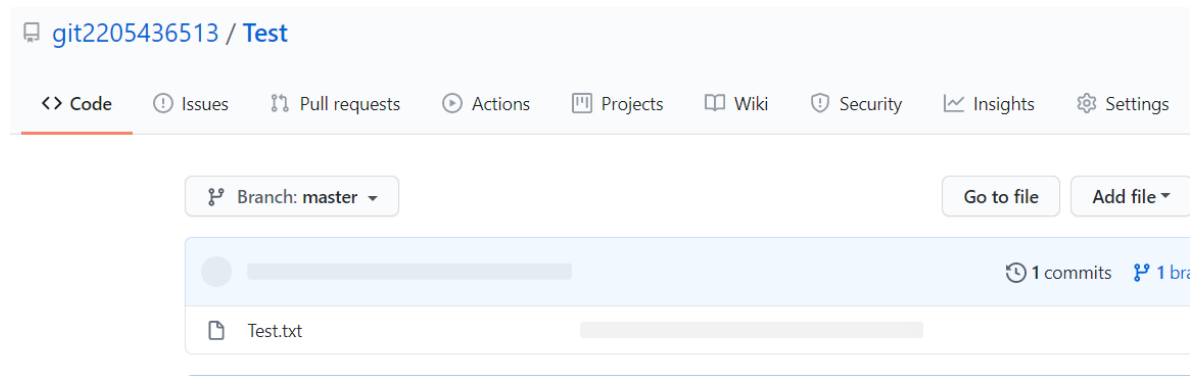 git2205436513 / Test
Code Issues Pull requests Actions Projects Wiki Security Insights Settings
Branch: master Go to file Add file
1 commits 1
Test.txt